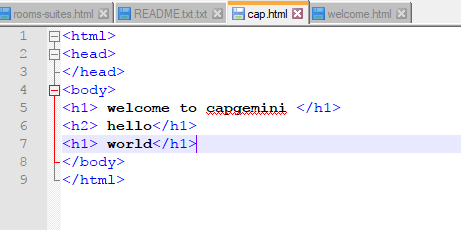 rooms-suites.html README.txt.txt cap.html welcome.html
1 <html>
2 <head>
3 </head>
4 <body>
5 <h1> welcome to capgemini </h1>
6 <h2> hello</h1>
7 <h1> world</h1>
8 </body>
9 </html>